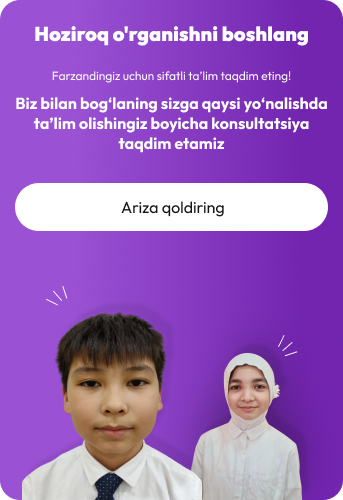 Hoziroq o'rganishni boshlang
Farzandingiz uchun sifatli ta’lim taqdim eting!
Biz bilan bog‘laning sizga qaysi yo‘nalishda
ta’lim olishingiz boyicha konsultatsiya
taqdim etamiz
Ariza qoldiring